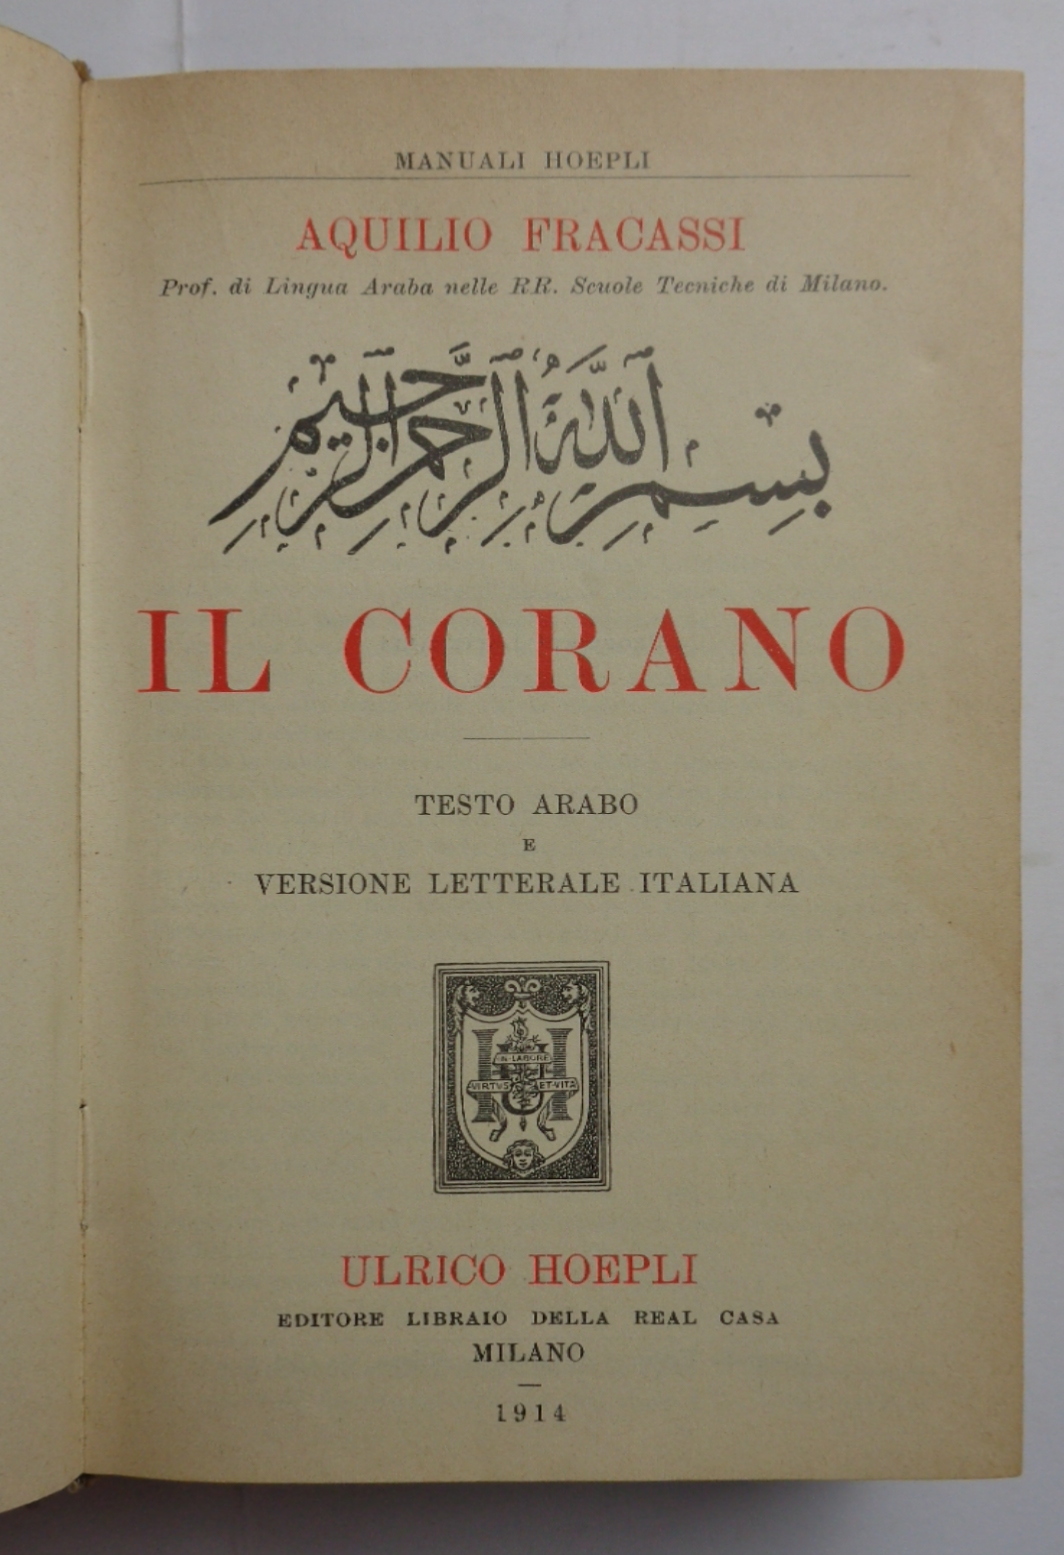 MANUALI HOEPLI
AQUILIO FRACASSI
Prof. di Lingua Araba nelle RR. Scuole Tecniche di Milano.
بسم الله الرحمن الرحيم
IL CORANO
TESTO ARABO
E
VERSIONE LETTERALE ITALIANA
IN LABORE
VIRTVS ET VITA
ULRICO HOEPLI
EDITORE LIBRAIO DELLA REAL CASA
MILANO
1914